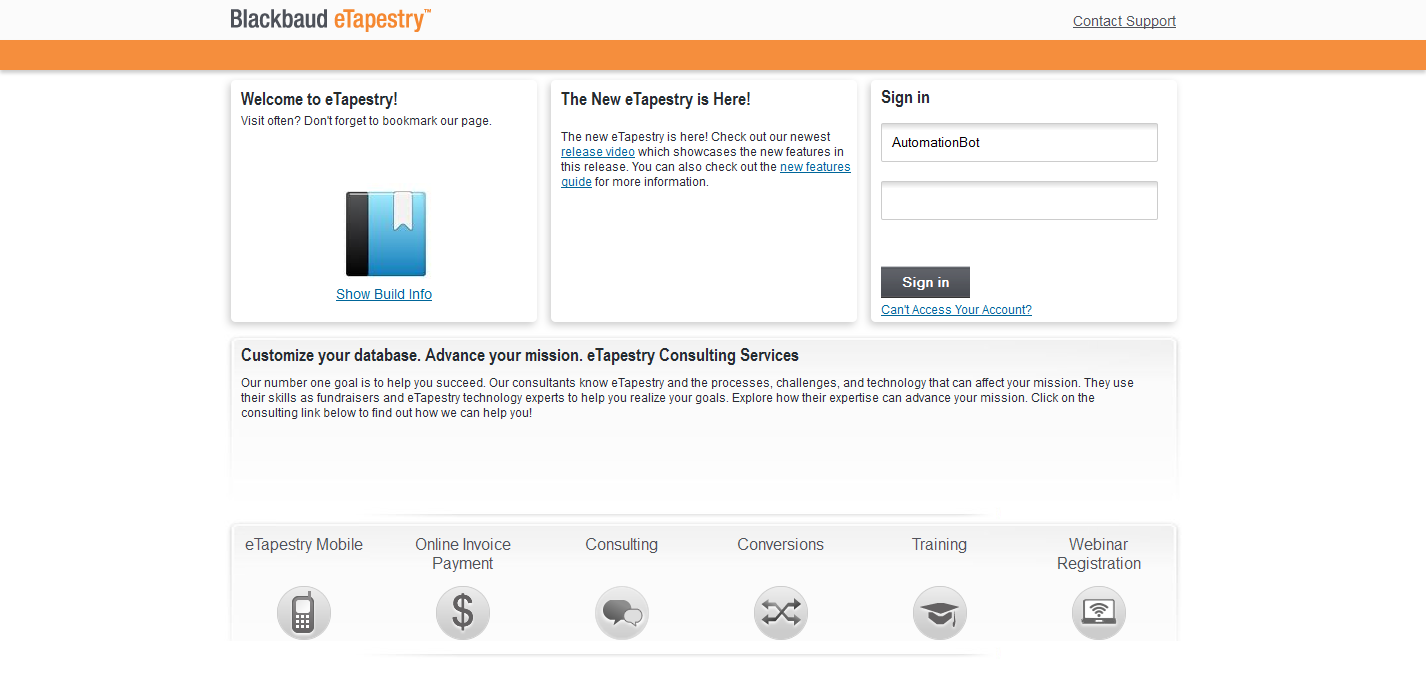 Blackbaud eTapestry™
Contact Support
Welcome to eTapestry!
Visit often? Don't forget to bookmark our page.
Show Build Info
The New eTapestry is Here!
The new eTapestry is here! Check out our newest
release video which showcases the new features in
this release. You can also check out the new features
guide for more information.
Sign in
AutomationBot
Sign in
Can't Access Your Account?
Customize your database. Advance your mission. eTapestry Consulting Services
Our number one goal is to help you succeed. Our consultants know eTapestry and the processes, challenges, and technology that can affect your mission. They use
their skills as fundraisers and eTapestry technology experts to help you realize your goals. Explore how their expertise can advance your mission. Click on the
consulting link below to find out how we can help you!
eTapestry Mobile
Online Invoice
Payment
Consulting
Conversions
Training
Webinar
Registration
$